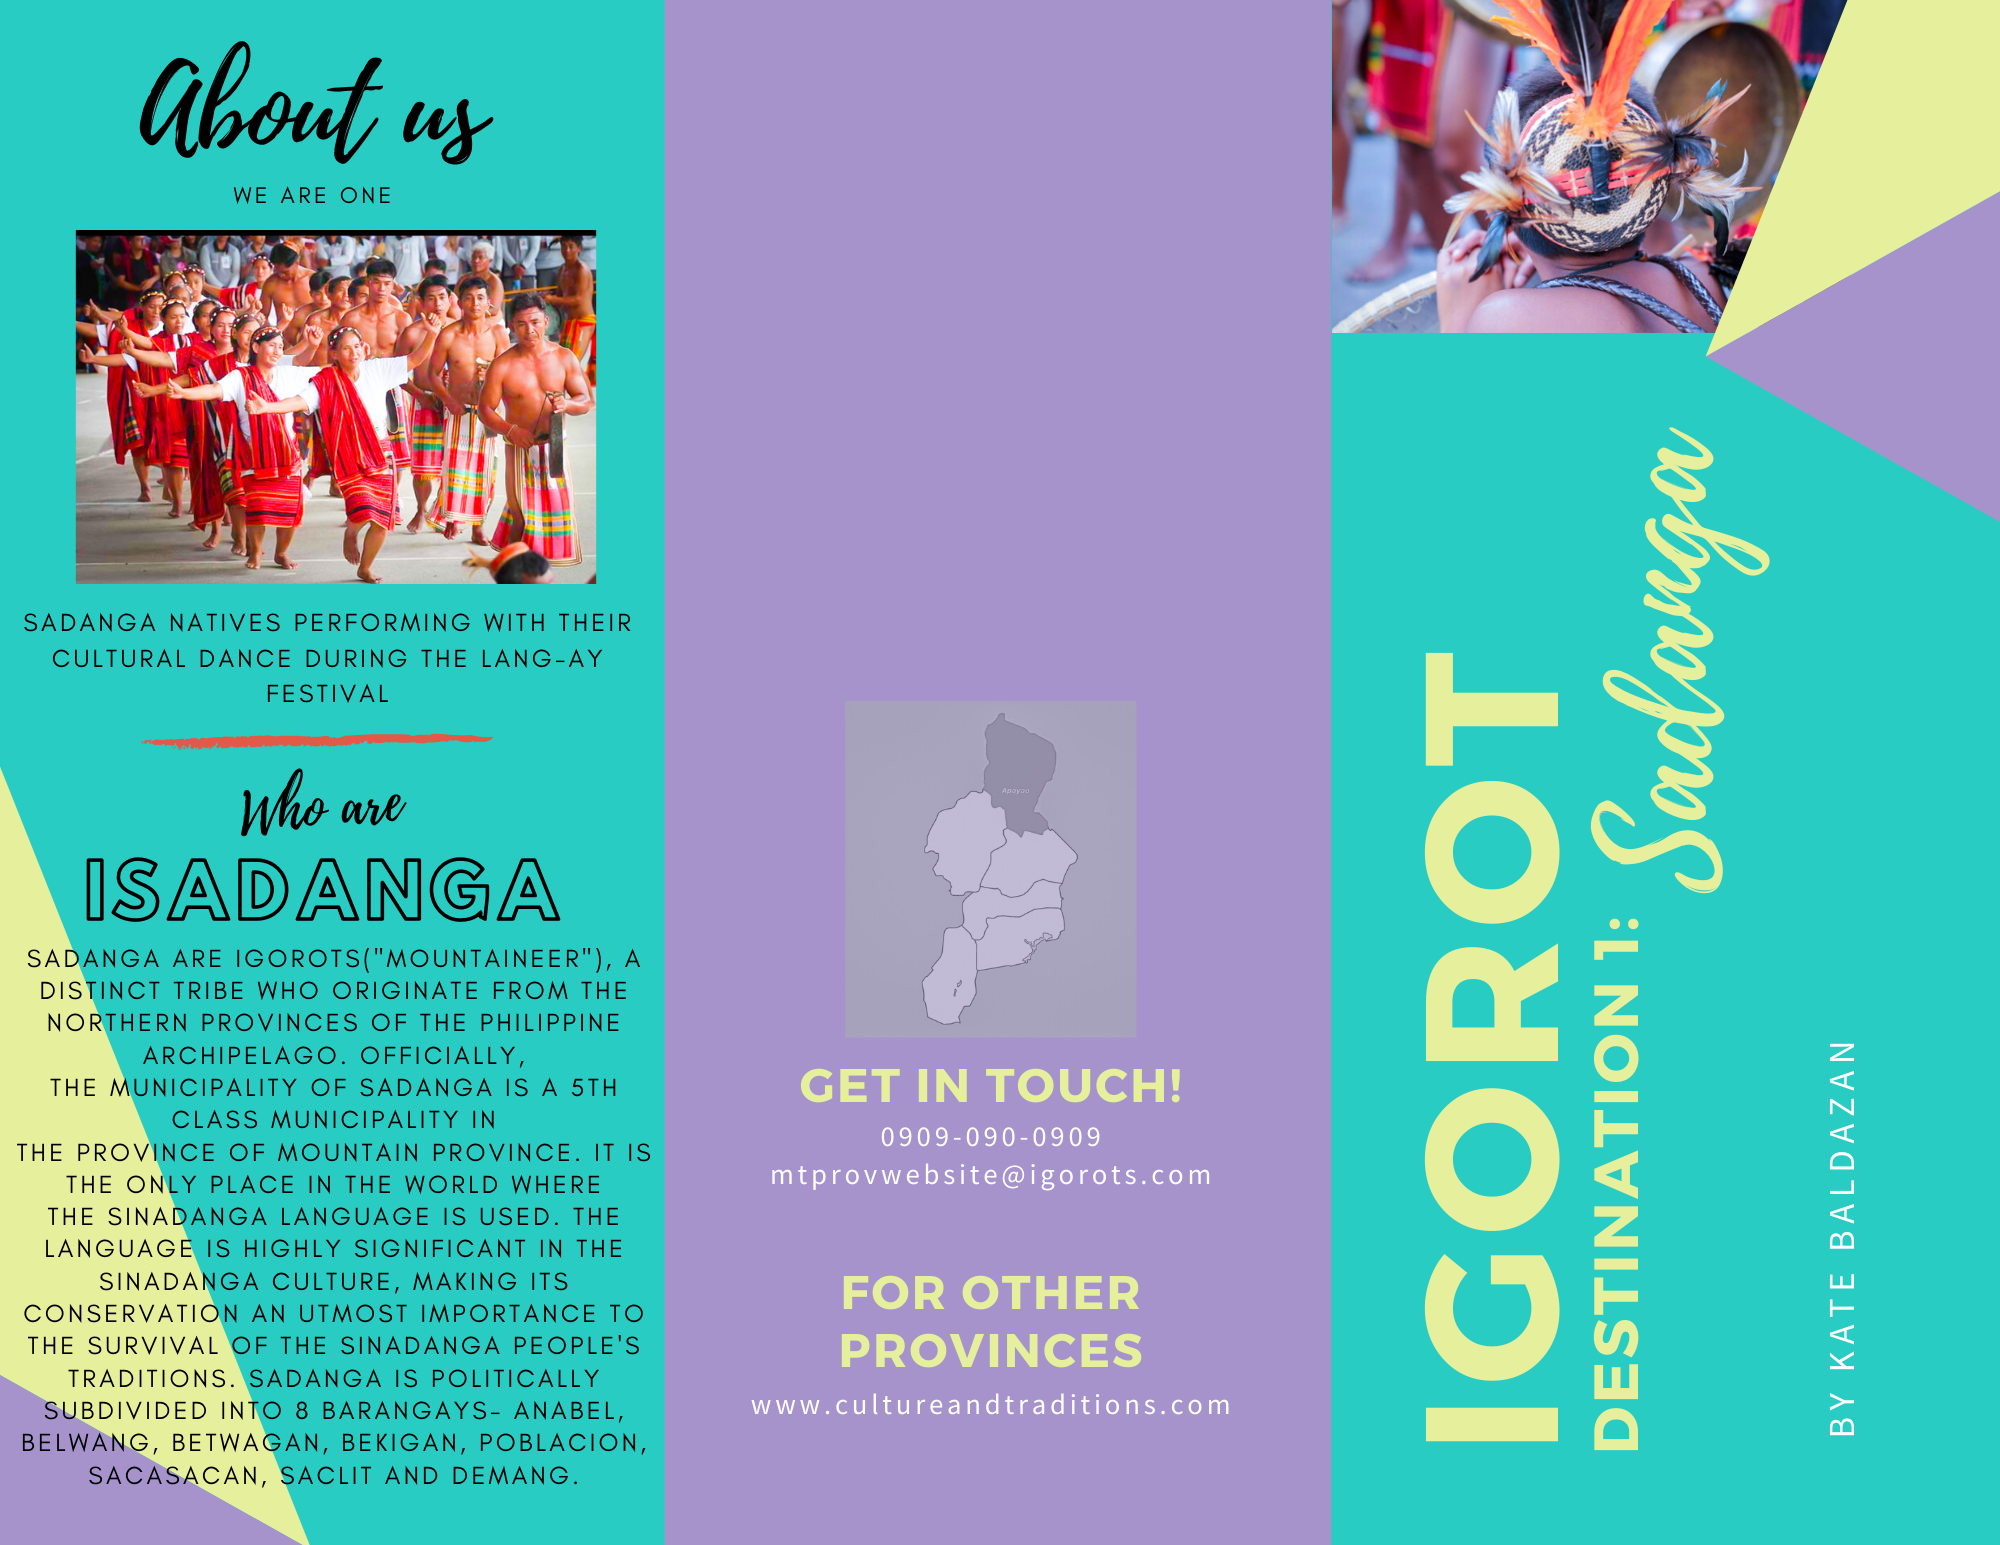 About us
WE ARE ONE
SADANGA NATIVES PERFORMING WITH THEIR
CULTURAL DANCE DURING THE LANG-AY
FESTIVAL
Who are
ISADANGA
SADANGA ARE IGOROTS("MOUNTAINEER"), A
DISTINCT TRIBE WHO ORIGINATE FROM THE
NORTHERN PROVINCES OF THE PHILIPPINE
ARCHIPELAGO. OFFICIALLY,
THE MUNICIPALITY OF SADANGA IS A 5TH
CLASS MUNICIPALITY IN
THE PROVINCE OF MOUNTAIN PROVINCE. IT IS
THE ONLY PLACE IN THE WORLD WHERE
THE SINADANGA LANGUAGE IS USED. THE
LANGUAGE IS HIGHLY SIGNIFICANT IN THE
SINADANGA CULTURE, MAKING ITS
CONSERVATION AN UTMOST IMPORTANCE TO
THE SURVIVAL OF THE SINADANGA PEOPLE'S
TRADITIONS. SADANGA IS POLITICALLY
SUBDIVIDED INTO 8 BARANGAYS- ANABEL,
BELWANG, BETWAGAN, BEKIGAN, POBLACION,
SACASACAN, SACLIT AND DEMANG.
Apayao
GET IN TOUCH!
0909-090-0909
mtprovwebsite@igorots.com
FOR OTHER
PROVINCES
www.cultureandtraditions.com
IGOROT
DESTINATION 1:
Sadanga
BY KATE BALDAZAN